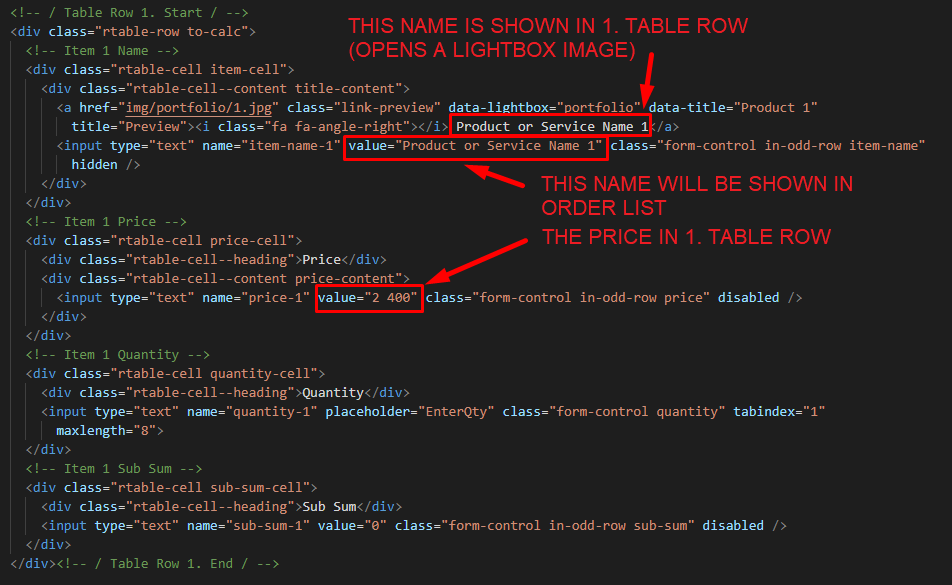 <!-- / Table Row 1. Start / -->
<div class="rtable-row to-calc">
THIS NAME IS SHOWN IN 1. TABLE ROW
(OPENS A LIGHTBOX IMAGE)
<!-- Item 1 Name -->
<div class="rtable-cell item-cell">
<div class="rtable-cell--content title-content">
<a href="img/portfolio/1.jpg" class="link-preview" data-lightbox="portfolio" data-title="Product 1"
title="Preview"><i class="fa fa-angle-right"></i> Product or Service Name 1</a>
<input type="text" name="item-name-1" value="Product or Service Name 1" class="form-control in-odd-row item-name"
hidden />
</div>
THIS NAME WILL BE SHOWN IN
ORDER LIST
</div>
<!-- Item 1 Price -->
THE PRICE IN 1. TABLE ROW
<div class="rtable-cell price-cell">
<div class="rtable-cell--heading">Price</div>
<div class="rtable-cell--content price-content">
<input type="text" name="price-1" value="2 400" class="form-control in-odd-row price" disabled />
</div>
</div>
<!-- Item 1 Quantity -->
<div class="rtable-cell quantity-cell">
<div class="rtable-cell--heading">Quantity</div>
<input type="text" name="quantity-1" placeholder="EnterQty" class="form-control quantity" tabindex="1"
maxlength="8">
</div>
<!-- Item 1 Sub Sum -->
<div class="rtable-cell sub-sum-cell">
<div class="rtable-cell--heading">Sub Sum</div>
<input type="text" name="sub-sum-1" value="0" class="form-control in-odd-row sub-sum" disabled />
</div>
</div><!-- / Table Row 1. End / -->